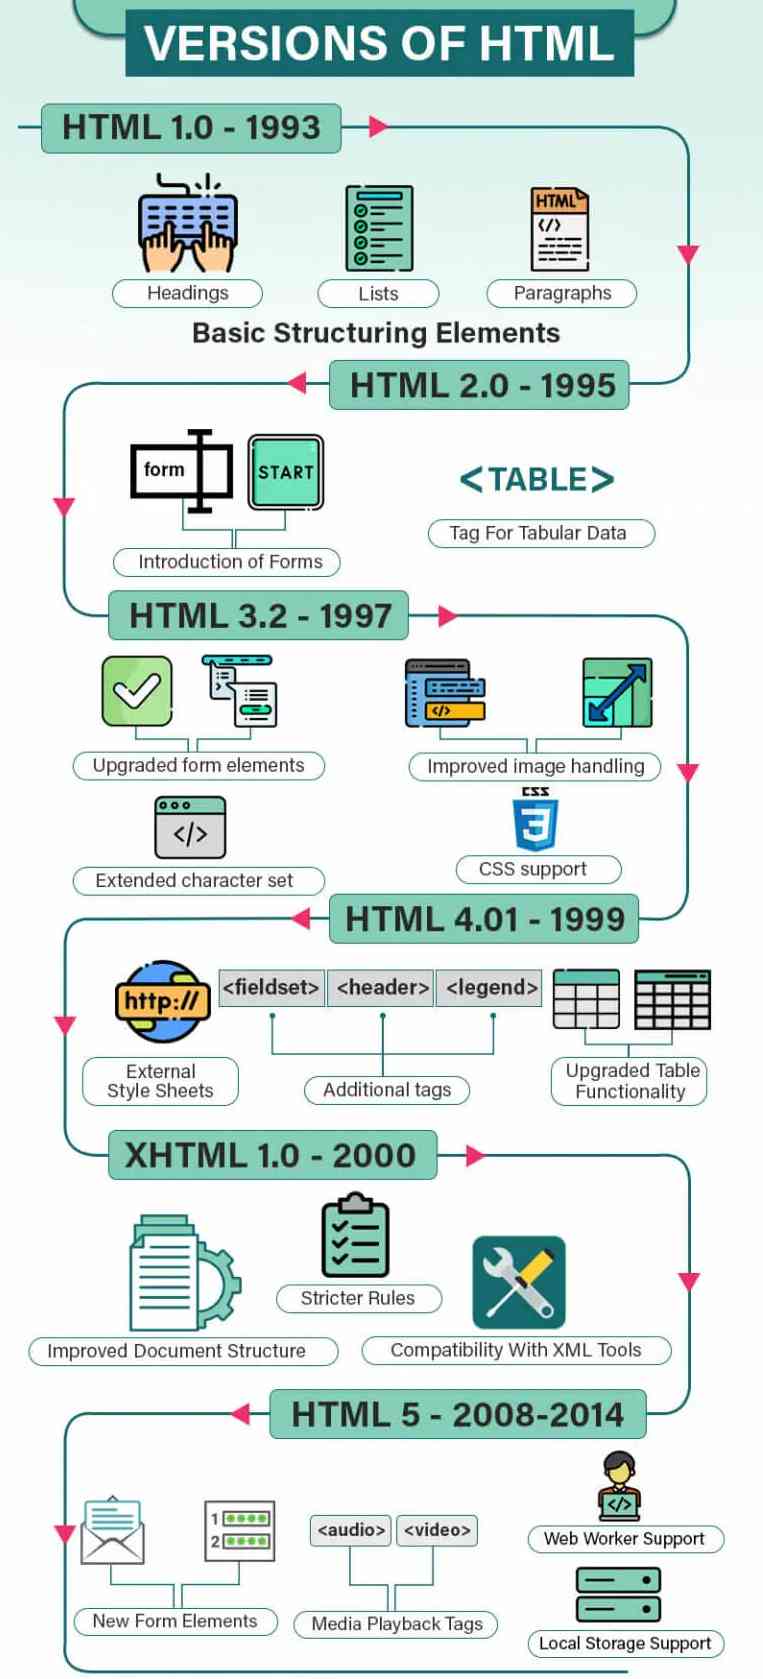 VERSIONS OF HTML
HTML 1.0 - 1993
HTML
</>
Headings
Lists
Paragraphs
Basic Structuring Elements
HTML 2.0 - 1995
form
START
<TABLE>
Tag For Tabular Data
Introduction of Forms
HTML 3.2 - 1997
</>
Upgraded form elements
Improved image handling
</>
CSS
3
Extended character set
CSS support
HTML 4.01 - 1999
http://
<fieldset>
<header>
<legend>
External
Style Sheets
Additional tags
Upgraded Table
Functionality
XHTML 1.0 - 2000
Stricter Rules
Improved Document Structure
Compatibility With XML Tools
HTML 5 - 2008-2014
</>
1
2
<audio>
<video>
Web Worker Support
New Form Elements
Media Playback Tags
Local Storage Support